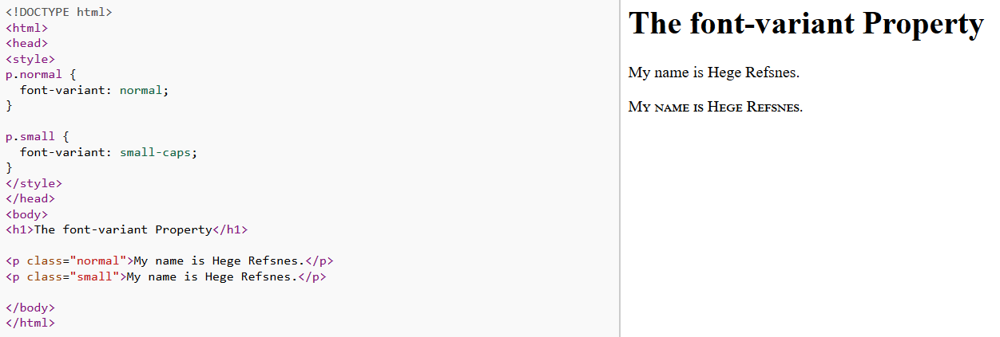 <!DOCTYPE html>
<html>
<head>
<style>
p.normal {
  font-variant: normal;
}

p.small {
  font-variant: small-caps;
}
</style>
</head>
<body>
<h1>The font-variant Property</h1>

<p class="normal">My name is Hege Refsnes.</p>
<p class="small">My name is Hege Refsnes.</p>

</body>
</html>
The font-variant Property
My name is Hege Refsnes.
My name is Hege Refsnes.